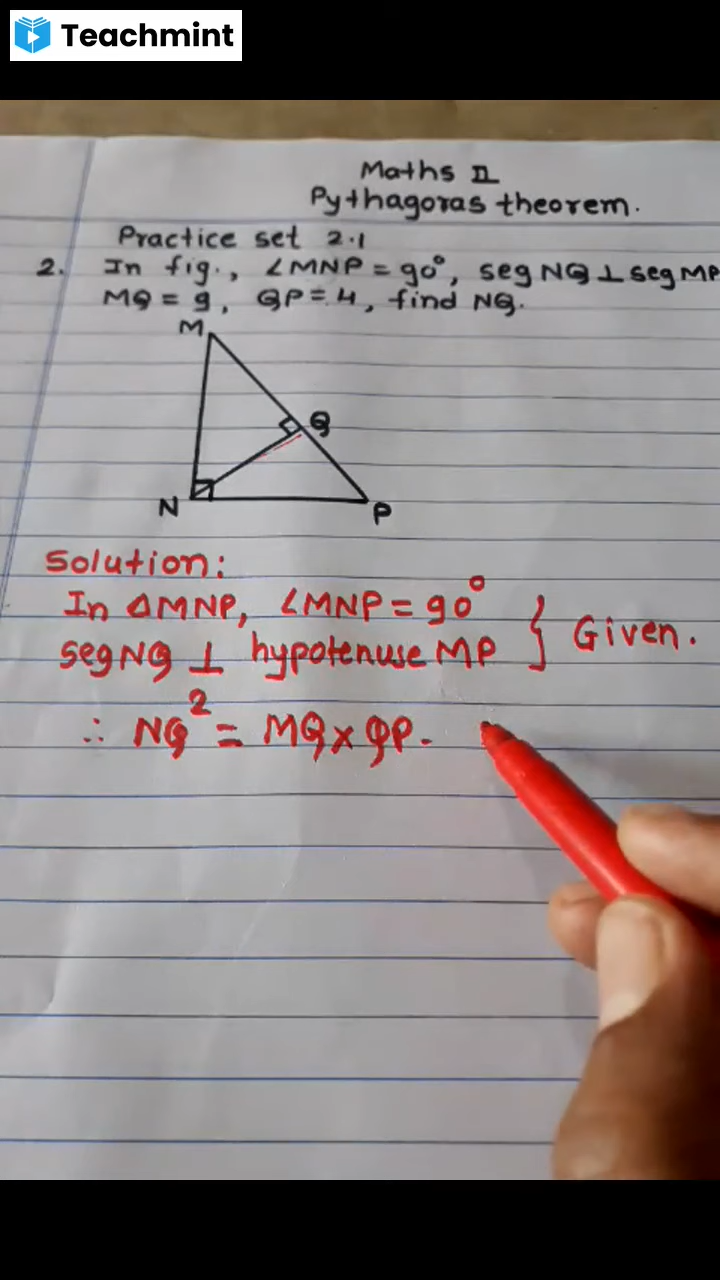 Teachmint
Maths II
Pythagoras theorem.
Practice set 2.1
2. In fig., ∠MNP = 90°, seg NQ ⊥ seg MP
MQ = 9, QP = 4, find NQ.
M
Q
N
P
Solution:
In △MNP, ∠MNP = 90°
seg NQ ⊥ hypotenuse MP } Given.
∴ NQ² = MQ × QP.